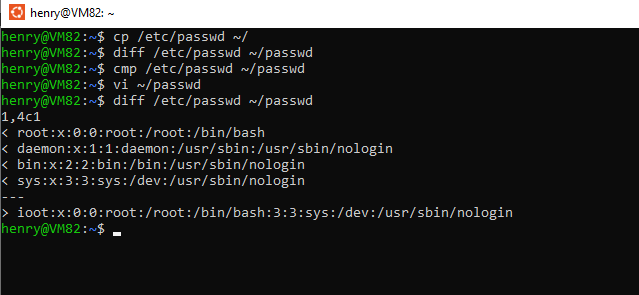 henry@VM82: ~
henry@VM82:~$ cp /etc/passwd ~/
henry@VM82:~$ diff /etc/passwd ~/passwd
henry@VM82:~$ cmp /etc/passwd ~/passwd
henry@VM82:~$ vi ~/passwd
henry@VM82:~$ diff /etc/passwd ~/passwd
1,4c1
< root:x:0:0:root:/root:/bin/bash
< daemon:x:1:1:daemon:/usr/sbin:/usr/sbin/nologin
< bin:x:2:2:bin:/bin:/usr/sbin/nologin
< sys:x:3:3:sys:/dev:/usr/sbin/nologin
---
> ioot:x:0:0:root:/root:/bin/bash:3:3:sys:/dev:/usr/sbin/nologin
henry@VM82:~$